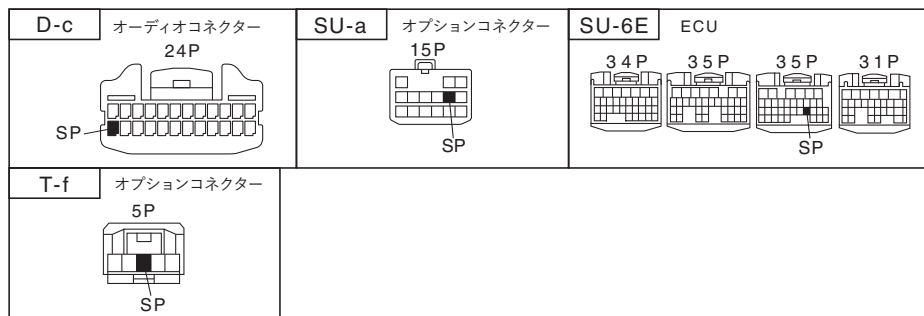 D-c オーディオコネクター
24P
SP
SU-a オプションコネクター
15P
SP
SU-6E ECU
34P 35P 35P 31P
SP
T-f オプションコネクター
5P
SP